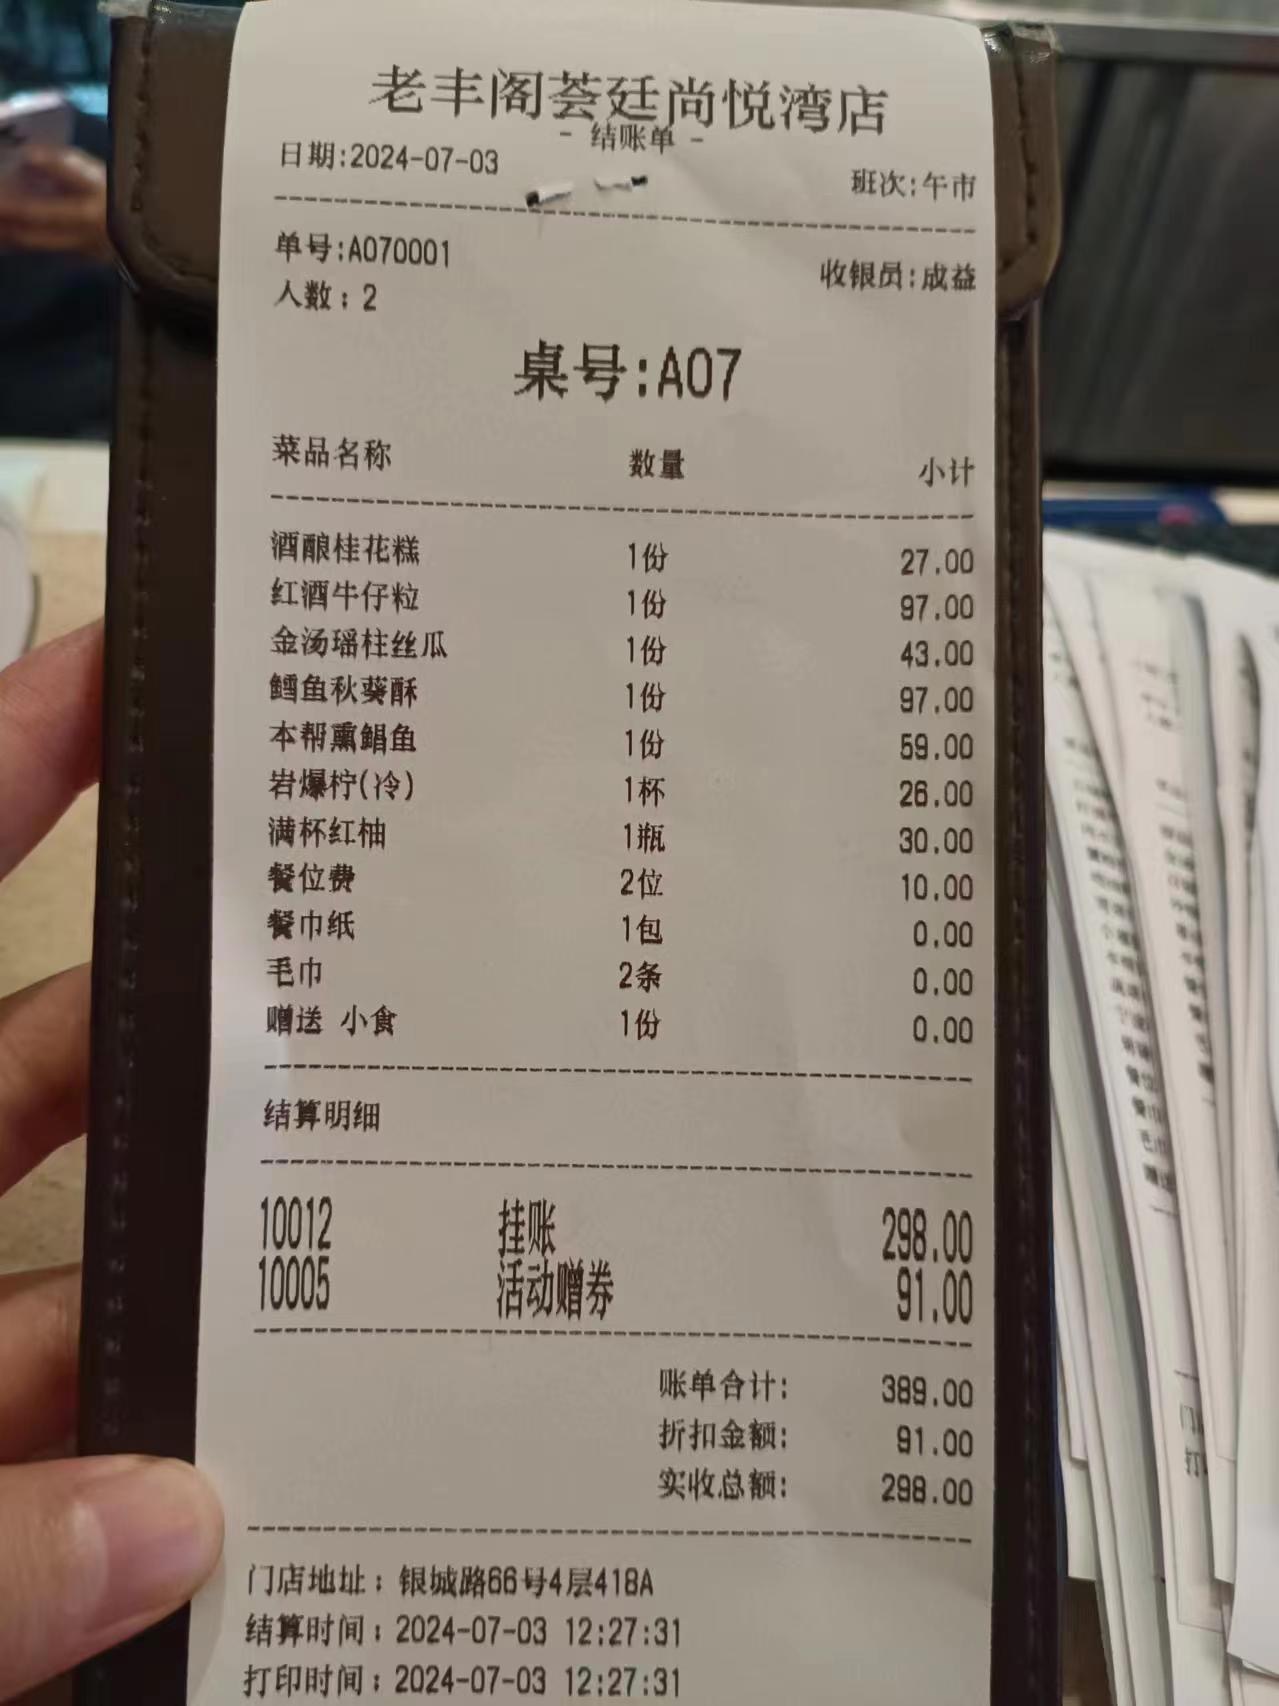 老丰阁荟廷尚悦湾店
- 结账单 -
日期:2024-07-03 班次:午市
单号:A070001 收银员:成益
人数：2
桌号:A07
菜品名称 数量 小计
酒酿桂花糕 1份 27.00
红酒牛仔粒 1份 97.00
金汤瑶柱丝瓜 1份 43.00
鳕鱼秋葵酥 1份 97.00
本帮熏鲳鱼 1份 59.00
岩爆柠(冷) 1杯 26.00
满杯红柚 1瓶 30.00
餐位费 2位 10.00
餐巾纸 1包 0.00
毛巾 2条 0.00
赠送 小食 1份 0.00
结算明细
10012 挂账 298.00
10005 活动赠券 91.00
账单合计: 389.00
折扣金额: 91.00
实收总额: 298.00
门店地址：银城路66号4层418A
结算时间：2024-07-03 12:27:31
打印时间：2024-07-03 12:27:31